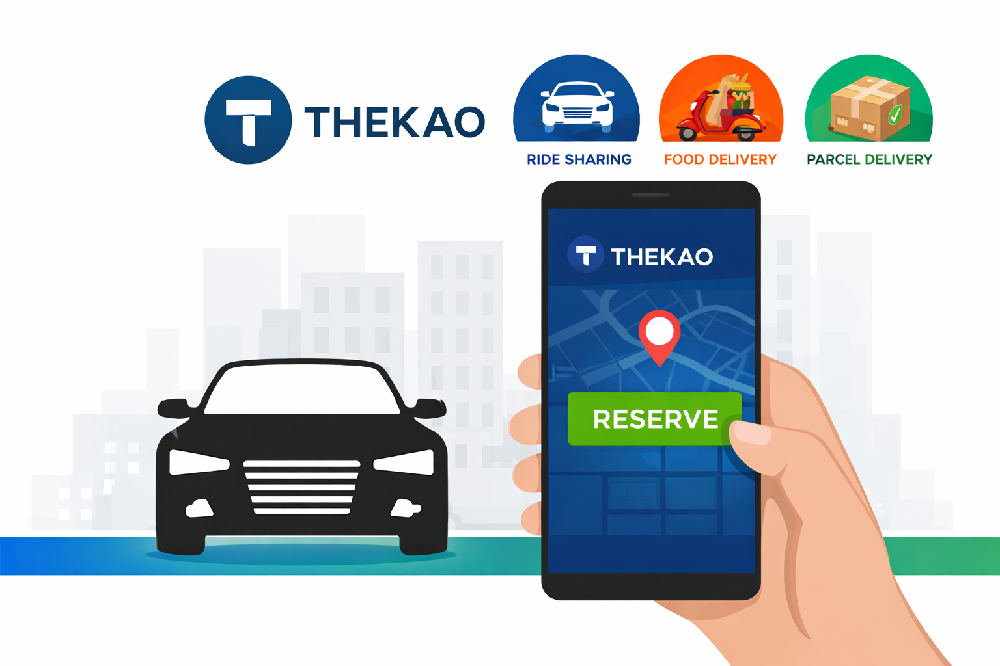 THEKAO
RIDE SHARING
FOOD DELIVERY
PARCEL DELIVERY
THEKAO
RESERVE